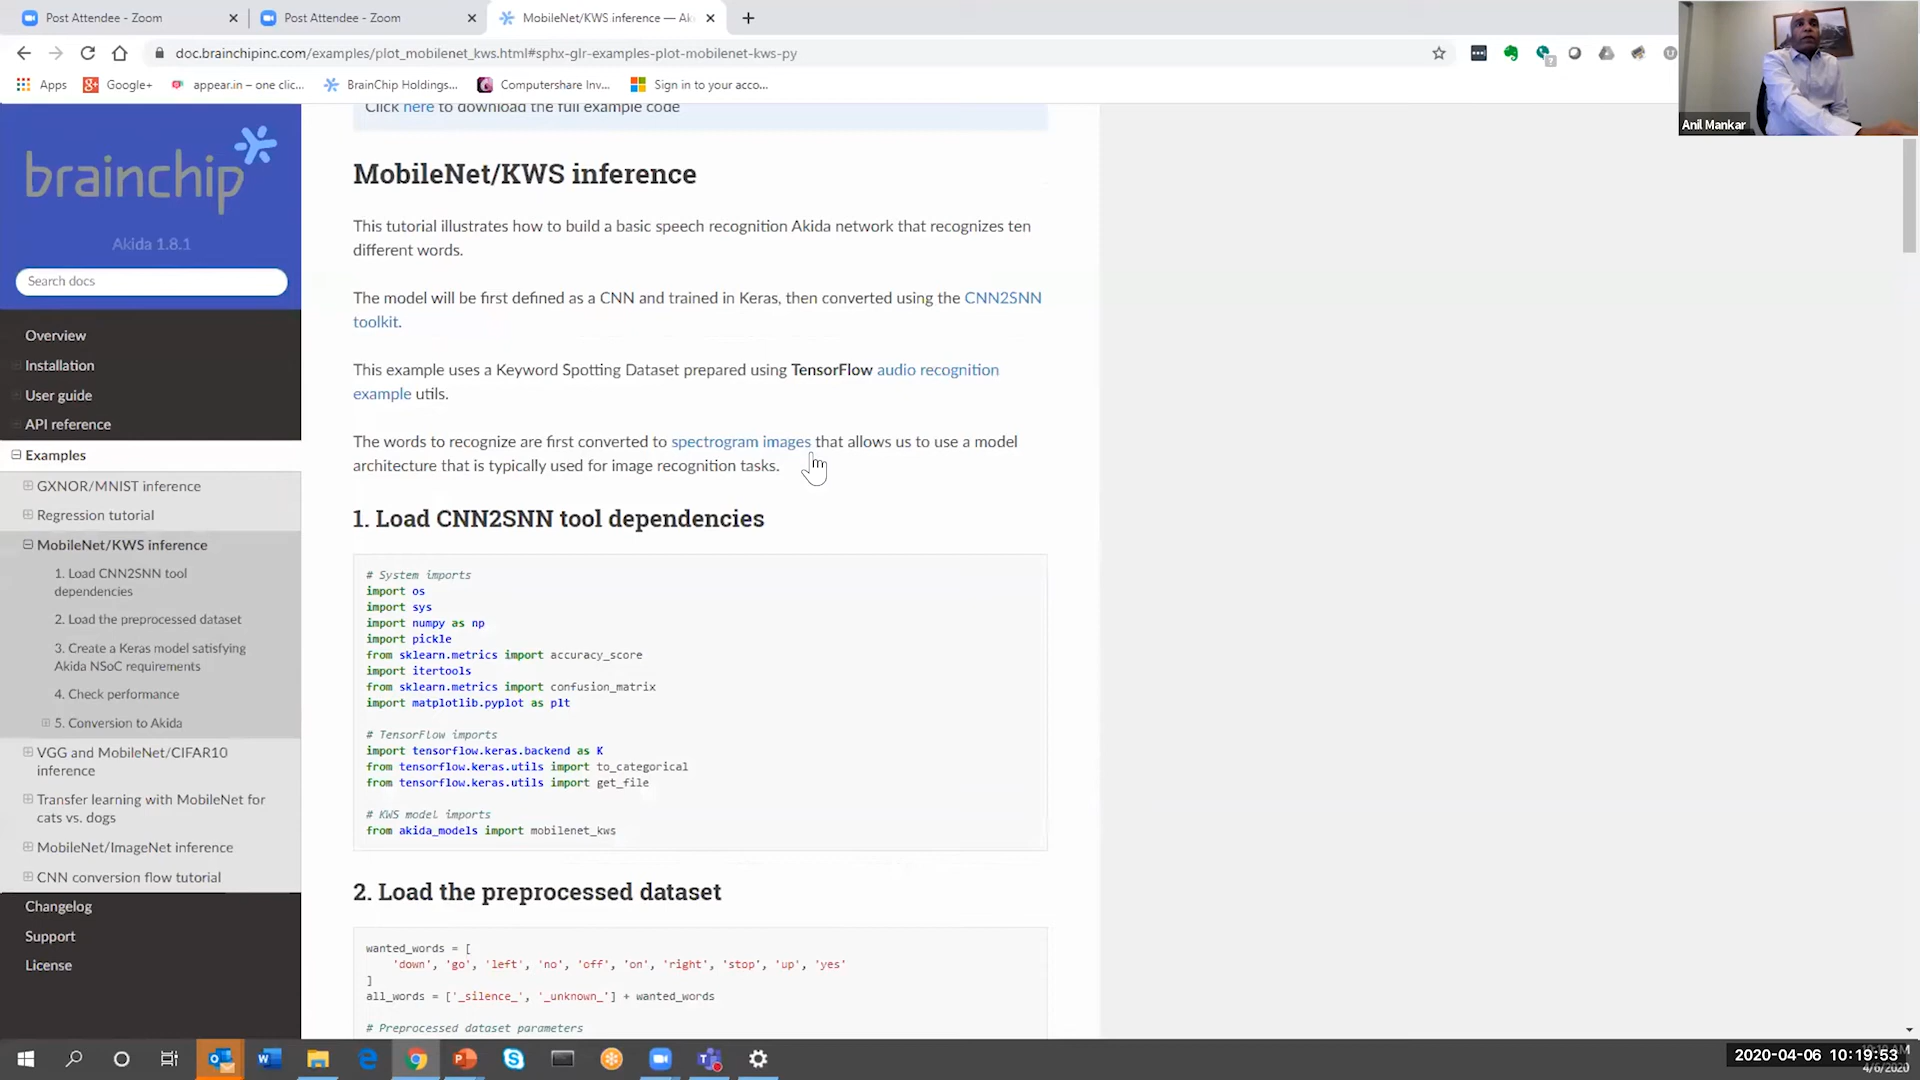 Post Attendee - Zoom
Post Attendee - Zoom
MobileNet/KWS inference — Ak
doc.brainchipinc.com/examples/plot_mobilenet_kws.html#sphx-glr-examples-plot-mobilenet-kws-py
Apps
Google+
appear.in – one clic...
BrainChip Holdings...
Computershare Inv...
Sign in to your acco...
Anil Mankar
brainchip
Akida 1.8.1
Search docs
Overview
Installation
User guide
API reference
Examples
GXNOR/MNIST inference
Regression tutorial
MobileNet/KWS inference
1. Load CNN2SNN tool
dependencies
2. Load the preprocessed dataset
3. Create a Keras model satisfying
Akida NSoC requirements
4. Check performance
5. Conversion to Akida
VGG and MobileNet/CIFAR10
inference
Transfer learning with MobileNet for
cats vs. dogs
MobileNet/ImageNet inference
CNN conversion flow tutorial
Changelog
Support
License
Click here to download the full example code
MobileNet/KWS inference
This tutorial illustrates how to build a basic speech recognition Akida network that recognizes ten
different words.
The model will be first defined as a CNN and trained in Keras, then converted using the CNN2SNN
toolkit.
This example uses a Keyword Spotting Dataset prepared using TensorFlow audio recognition
example utils.
The words to recognize are first converted to spectrogram images that allows us to use a model
architecture that is typically used for image recognition tasks.
1. Load CNN2SNN tool dependencies
# System imports
import os
import sys
import numpy as np
import pickle
from sklearn.metrics import accuracy_score
import itertools
from sklearn.metrics import confusion_matrix
import matplotlib.pyplot as plt
# TensorFlow imports
import tensorflow.keras.backend as K
from tensorflow.keras.utils import to_categorical
from tensorflow.keras.utils import get_file
# KWS model imports
from akida_models import mobilenet_kws
2. Load the preprocessed dataset
wanted_words = [
'down', 'go', 'left', 'no', 'off', 'on', 'right', 'stop', 'up', 'yes'
]
all_words = ['_silence_', '_unknown_'] + wanted_words
# Preprocessed dataset parameters
2020-04-06 10:19:53
4/6/2020